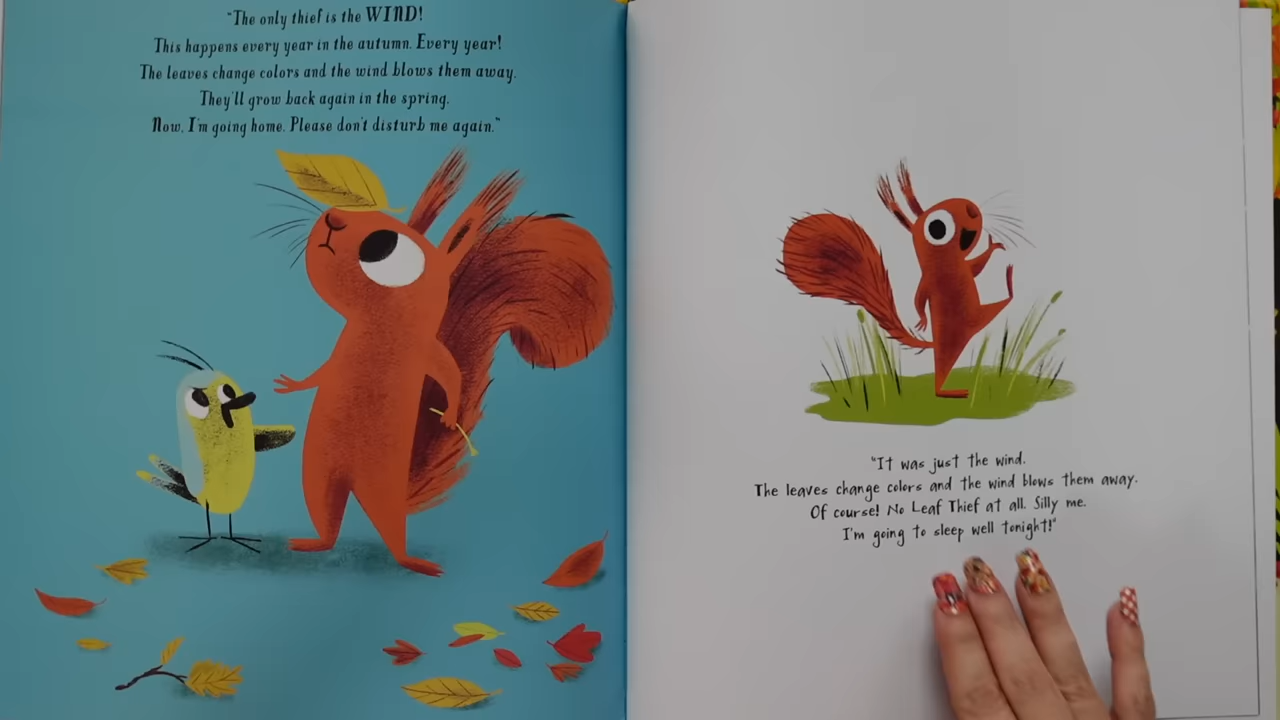 "The only thief is the WIND!
This happens every year in the autumn. Every year!
The leaves change colors and the wind blows them away.
They'll grow back again in the spring.
Now, I'm going home. Please don't disturb me again."
"It was just the wind.
The leaves change colors and the wind blows them away.
Of course! No Leaf Thief at all. Silly me.
I'm going to sleep well tonight!"